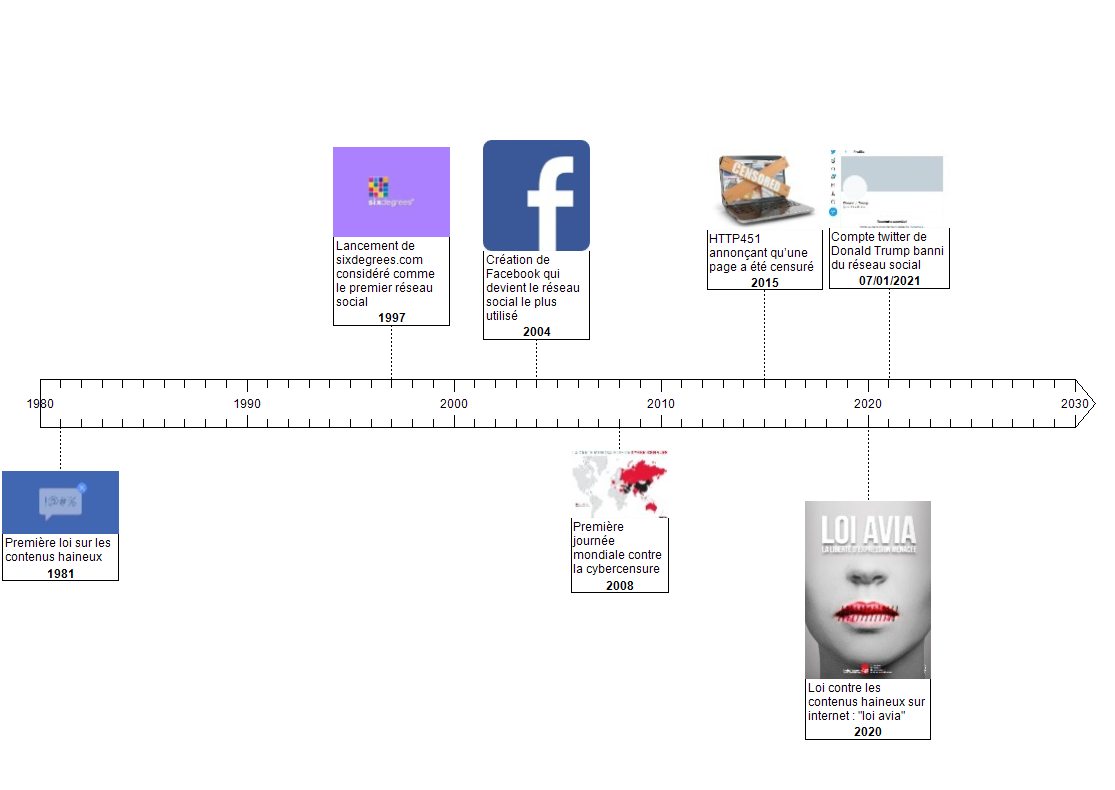 sixdegrees
Lancement de
sixdegrees.com
considéré comme
le premier réseau
social
1997
f
Création de
Facebook qui
devient le réseau
social le plus
utilisé
2004
CENSORED
HTTP451
annonçant qu'une
page a été censuré
2015
Compte twitter de
Donald Trump banni
du réseau social
07/01/2021
1980
1990
2000
2010
2020
2030
!@#%
Première loi sur les
contenus haineux
1981
Première
journée
mondiale contre
la cybercensure
2008
LOI AVIA
LA LIBERTÉ D'EXPRESSION MENACÉE
Loi contre les
contenus haineux sur
internet : "loi avia"
2020